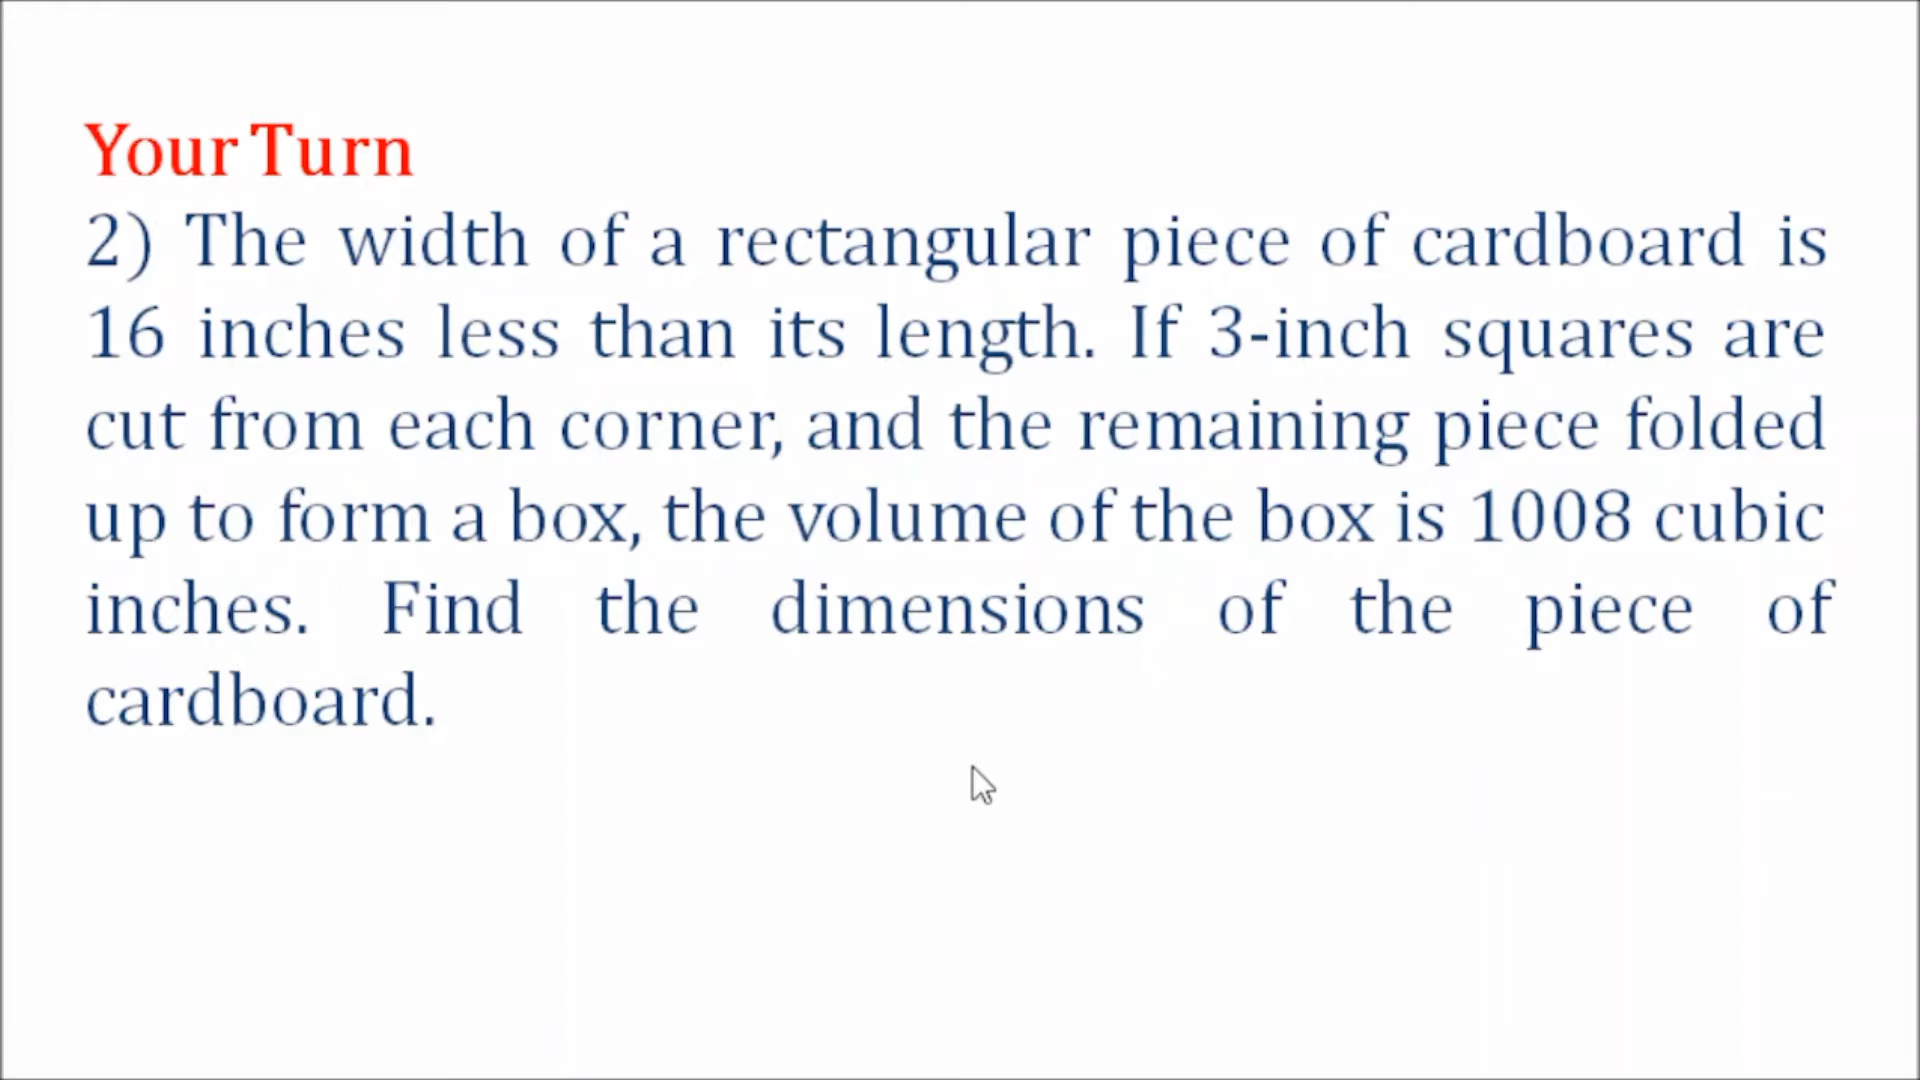 Your Turn
2) The width of a rectangular piece of cardboard is
16 inches less than its length. If 3-inch squares are
cut from each corner, and the remaining piece folded
up to form a box, the volume of the box is 1008 cubic
inches. Find the dimensions of the piece of
cardboard.